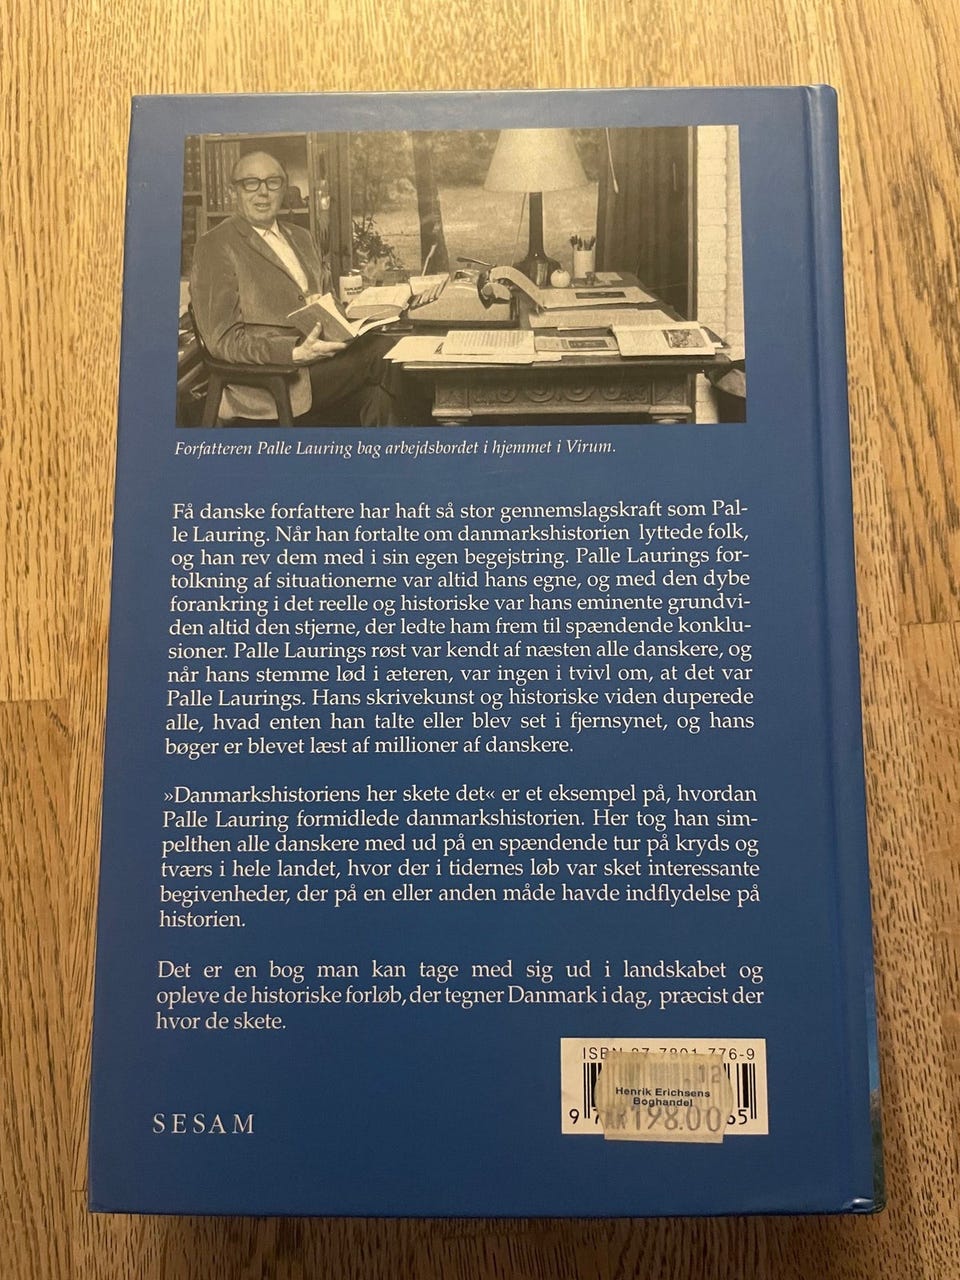 Forfatteren Palle Lauring bag arbejdsbordet i hjemmet i Virum.
Få danske forfattere har haft så stor gennemslagskraft som Pal-
le Lauring. Når han fortalte om danmarkshistorien lyttede folk,
og han rev dem med i sin egen begejstring. Palle Laurings for-
tolkning af situationerne var altid hans egne, og med den dybe
forankring i det reelle og historiske var hans eminente grundvi-
den altid den stjerne, der ledte ham frem til spændende konklu-
sioner. Palle Laurings røst var kendt af næsten alle danskere, og
når hans stemme lød i æteren, var ingen i tvivl om, at det var
Palle Laurings. Hans skrivekunst og historiske viden duperede
alle, hvad enten han talte eller blev set i fjernsynet, og hans
bøger er blevet læst af millioner af danskere.
»Danmarkshistoriens her skete det« er et eksempel på, hvordan
Palle Lauring formidlede danmarkshistorien. Her tog han sim-
pelthen alle danskere med ud på en spændende tur på kryds og
tværs i hele landet, hvor der i tidernes løb var sket interessante
begivenheder, der på en eller anden måde havde indflydelse på
historien.
Det er en bog man kan tage med sig ud i landskabet og
opleve de historiske forløb, der tegner Danmark i dag, præcist der
hvor de skete.
ISBN 87-7801-776-9
12
Henrik Erichsens
Boghandel
KR 198.00
SESAM